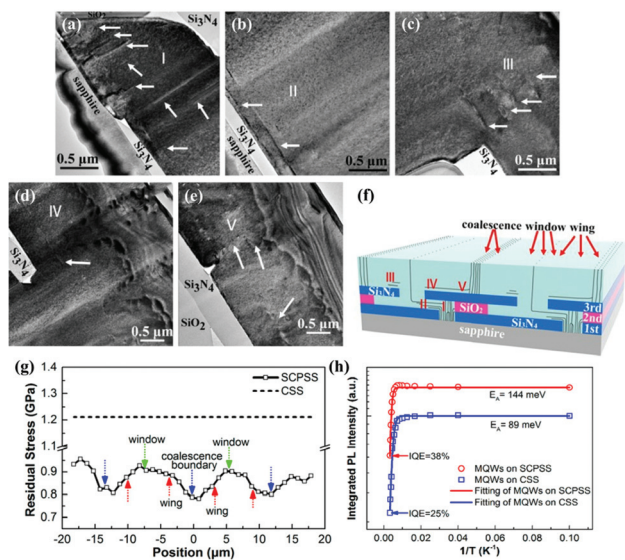 (a)
SiO2
Si3N4
I
sapphire
Si3N4
0.5 μm
(b)
II
Si3N4
sapphire
0.5 μm
(c)
III
Si3N4
0.5 μm
(d)
IV
Si3N4
0.5 μm
(e)
V
Si3N4
SiO2
0.5 μm
(f)
coalescence window wing
III
IV
V
Si3N4
II
I
SiO2
Si3N4
3rd
2nd
1st
sapphire
(g)
SCPSS
CSS
Residual Stress (GPa)
1.4
1.3
1.2
1.1
1.0
0.9
0.8
0.7
window
window
coalescence
boundary
wing
wing
-20 -15 -10 -5 0 5 10 15 20
Position (μm)
(h)
Integrated PL Intensity (a.u.)
EA= 144 meV
EA= 89 meV
IQE=38%
MQWs on SCPSS
MQWs on CSS
Fitting of MQWs on SCPSS
Fitting of MQWs on CSS
IQE=25%
0.00 0.02 0.04 0.06 0.08 0.10
1/T (K-1)